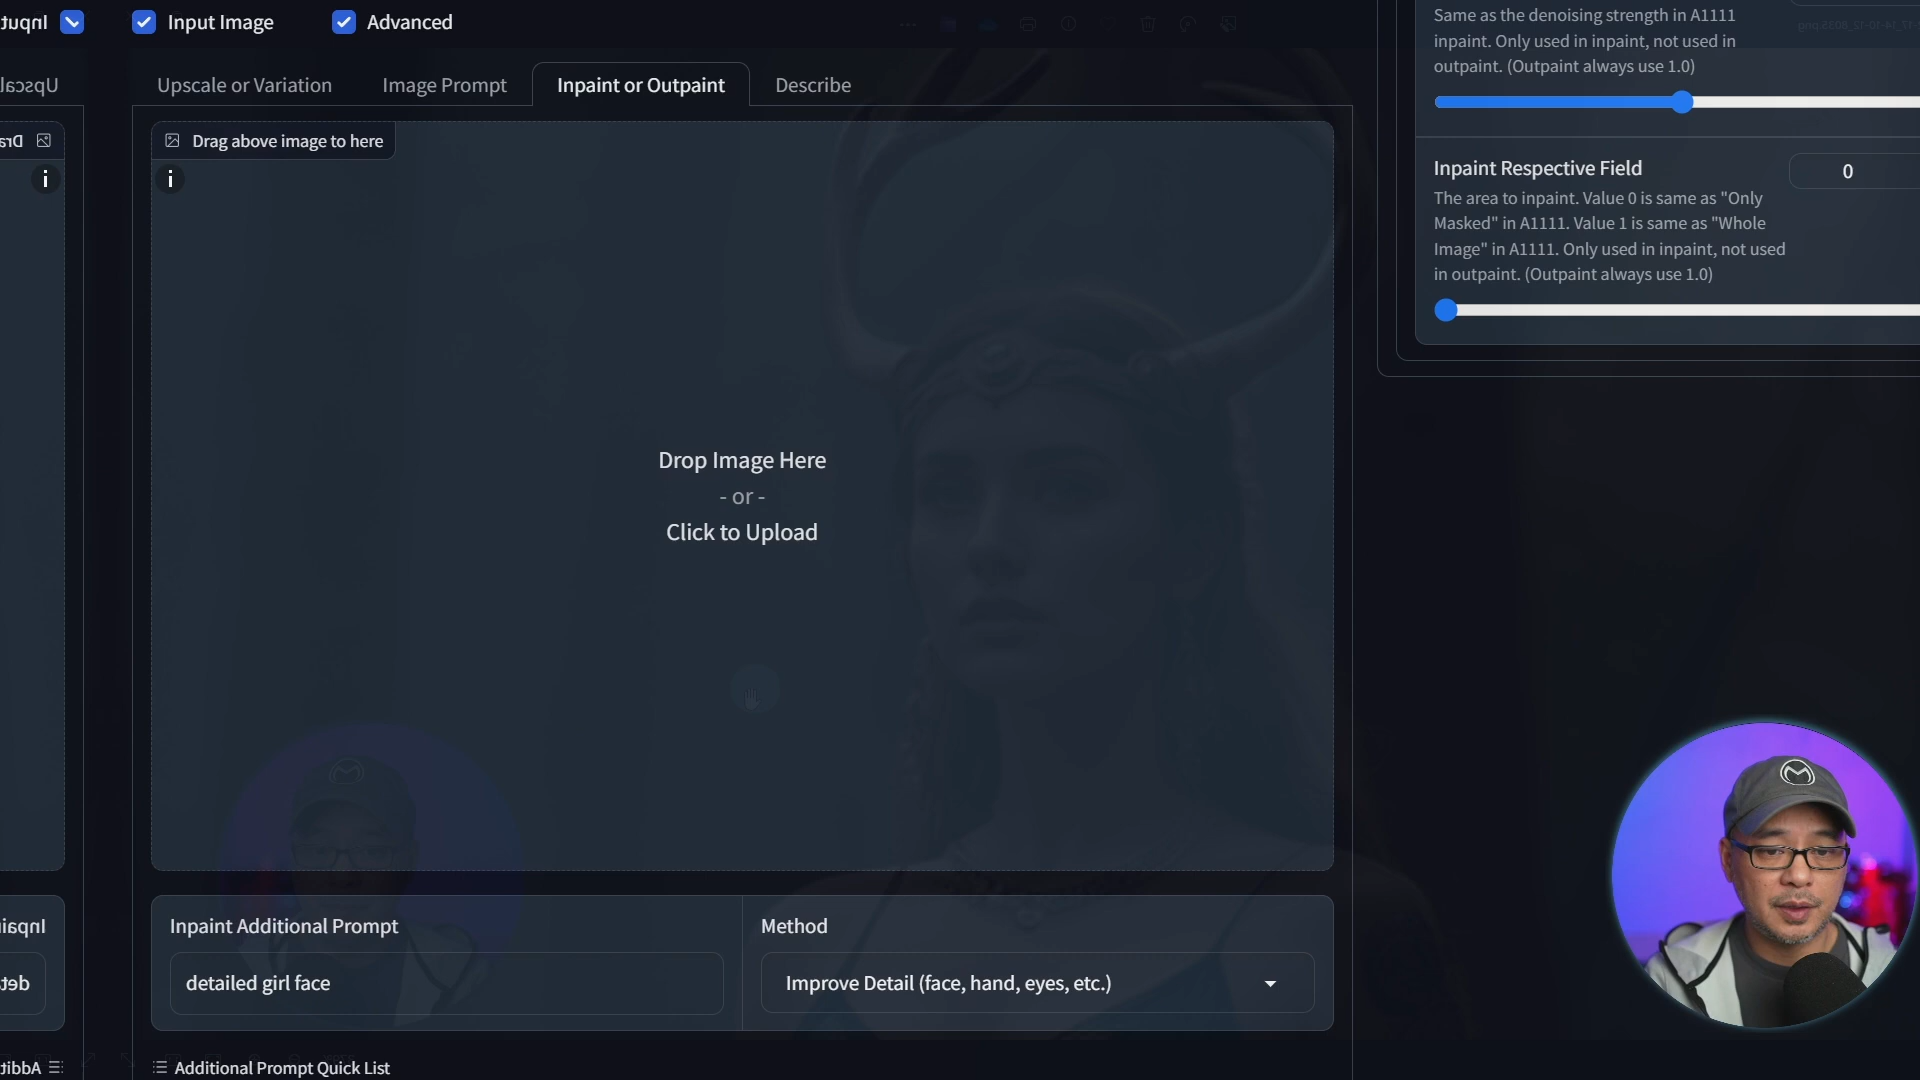 Input Image
Advanced
Upscale or Variation
Image Prompt
Inpaint or Outpaint
Describe
Drag above image to here
i
i
Drop Image Here
- or -
Click to Upload
Inpaint Additional Prompt
detailed girl face
Method
Improve Detail (face, hand, eyes, etc.)
Additional Prompt Quick List
Same as the denoising strength in A1111
inpaint. Only used in inpaint, not used in
outpaint. (Outpaint always use 1.0)
Inpaint Respective Field
0
The area to inpaint. Value 0 is same as "Only
Masked" in A1111. Value 1 is same as "Whole
Image" in A1111. Only used in inpaint, not used
in outpaint. (Outpaint always use 1.0)